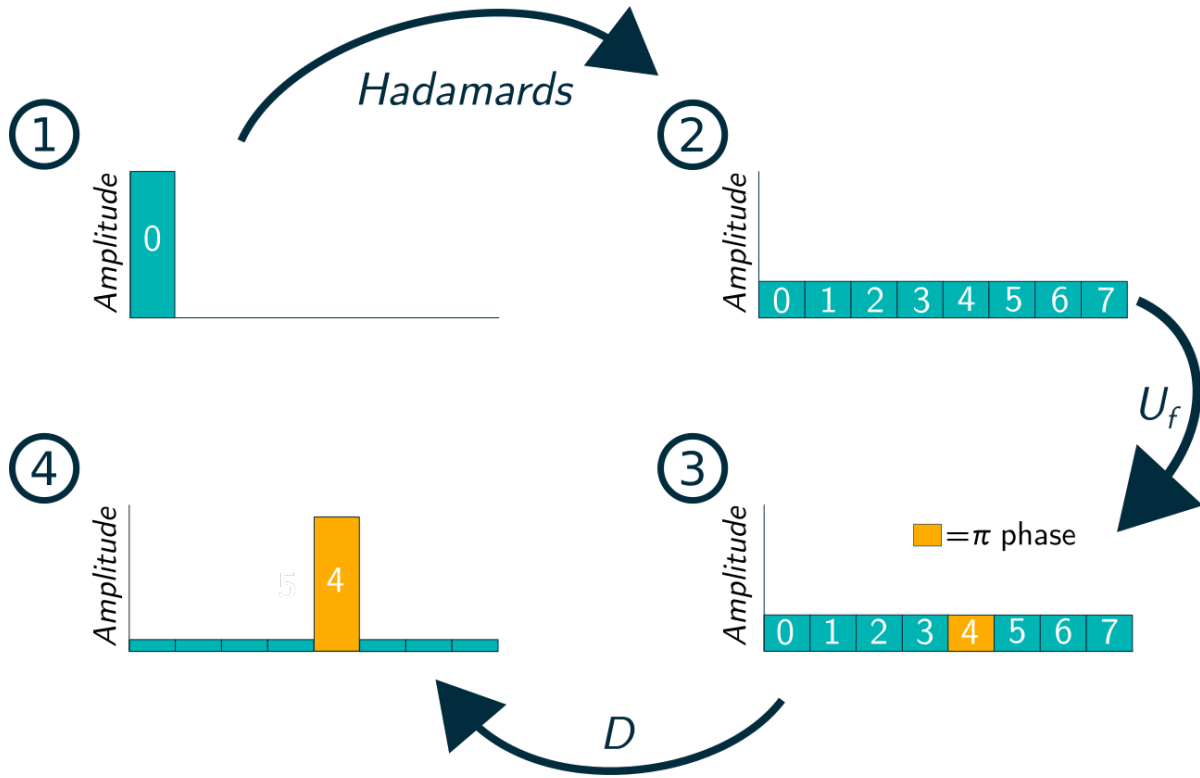 Hadamards
1
Amplitude
0
2
Amplitude
0 1 2 3 4 5 6 7
U_f
4
Amplitude
5 4
3
=π phase
Amplitude
0 1 2 3 4 5 6 7
D